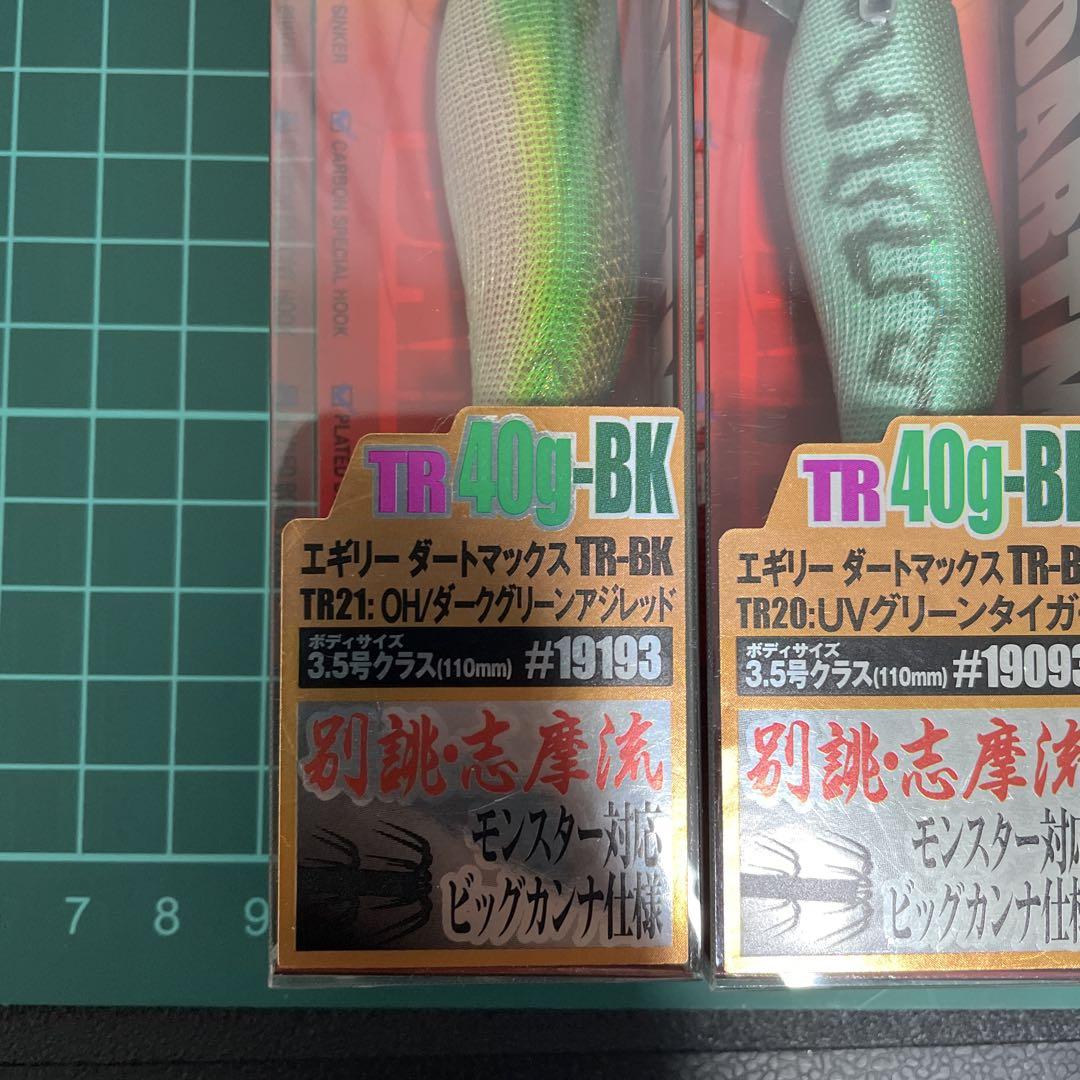 SINKER
CARBON SPECIAL HOOK
PLATED
DART
TR 40g-BK
エギリー ダートマックス TR-BK
TR21: OH/ダークグリーンアジレッド
ボディサイズ
3.5号クラス(110mm) #19193
別誂・志摩流
モンスター対応
ビッグカンナ仕様
TR 40g-BK
エギリー ダートマックス TR-B
TR20:UVグリーンタイガ
ボディサイズ
3.5号クラス(110mm) #19093
別誂・志摩流
モンスター対応
ビッグカンナ仕様
7 8 9